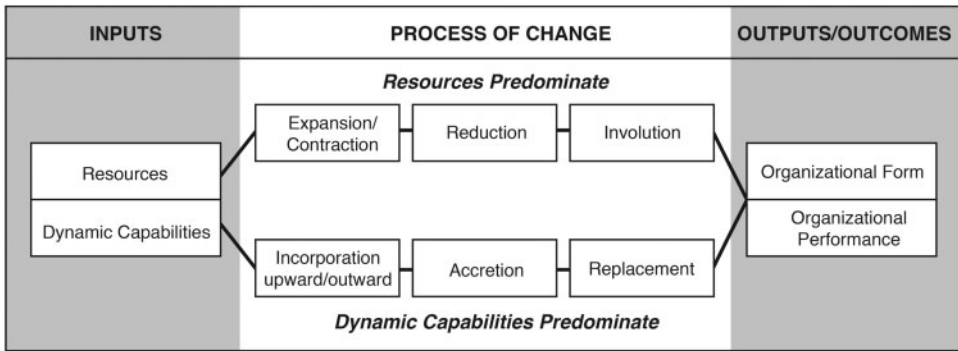 INPUTS
PROCESS OF CHANGE
OUTPUTS/OUTCOMES
Resources Predominate
Expansion/
Contraction
Reduction
Involution
Resources
Dynamic Capabilities
Organizational Form
Organizational
Performance
Incorporation
upward/outward
Accretion
Replacement
Dynamic Capabilities Predominate